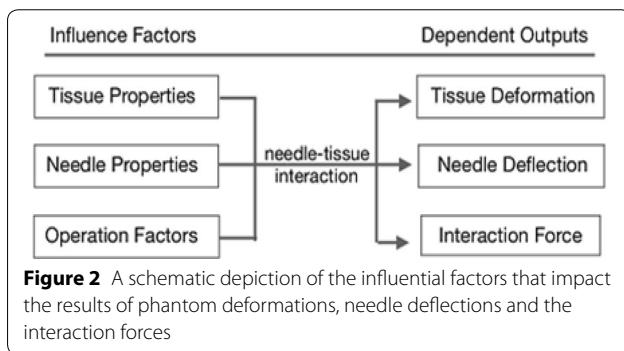 Influence Factors Dependent Outputs
Tissue Properties Tissue Deformation
needle-tissue
Needle Properties Needle Deflection
interaction
Operation Factors Interaction Force
Figure 2 A schematic depiction of the influential factors that impact
the results of phantom deformations, needle deflections and the
interaction forces